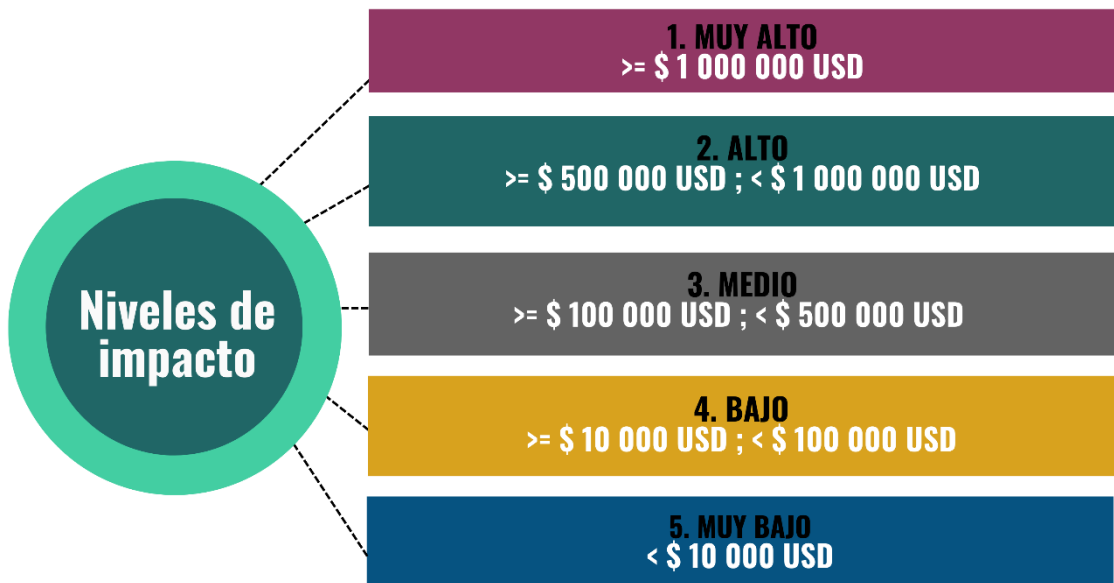 Niveles de
impacto
1. MUY ALTO
>= $ 1 000 000 USD
2. ALTO
>= $ 500 000 USD ; < $ 1 000 000 USD
3. MEDIO
>= $ 100 000 USD ; < $ 500 000 USD
4. BAJO
>= $ 10 000 USD ; < $ 100 000 USD
5. MUY BAJO
< $ 10 000 USD